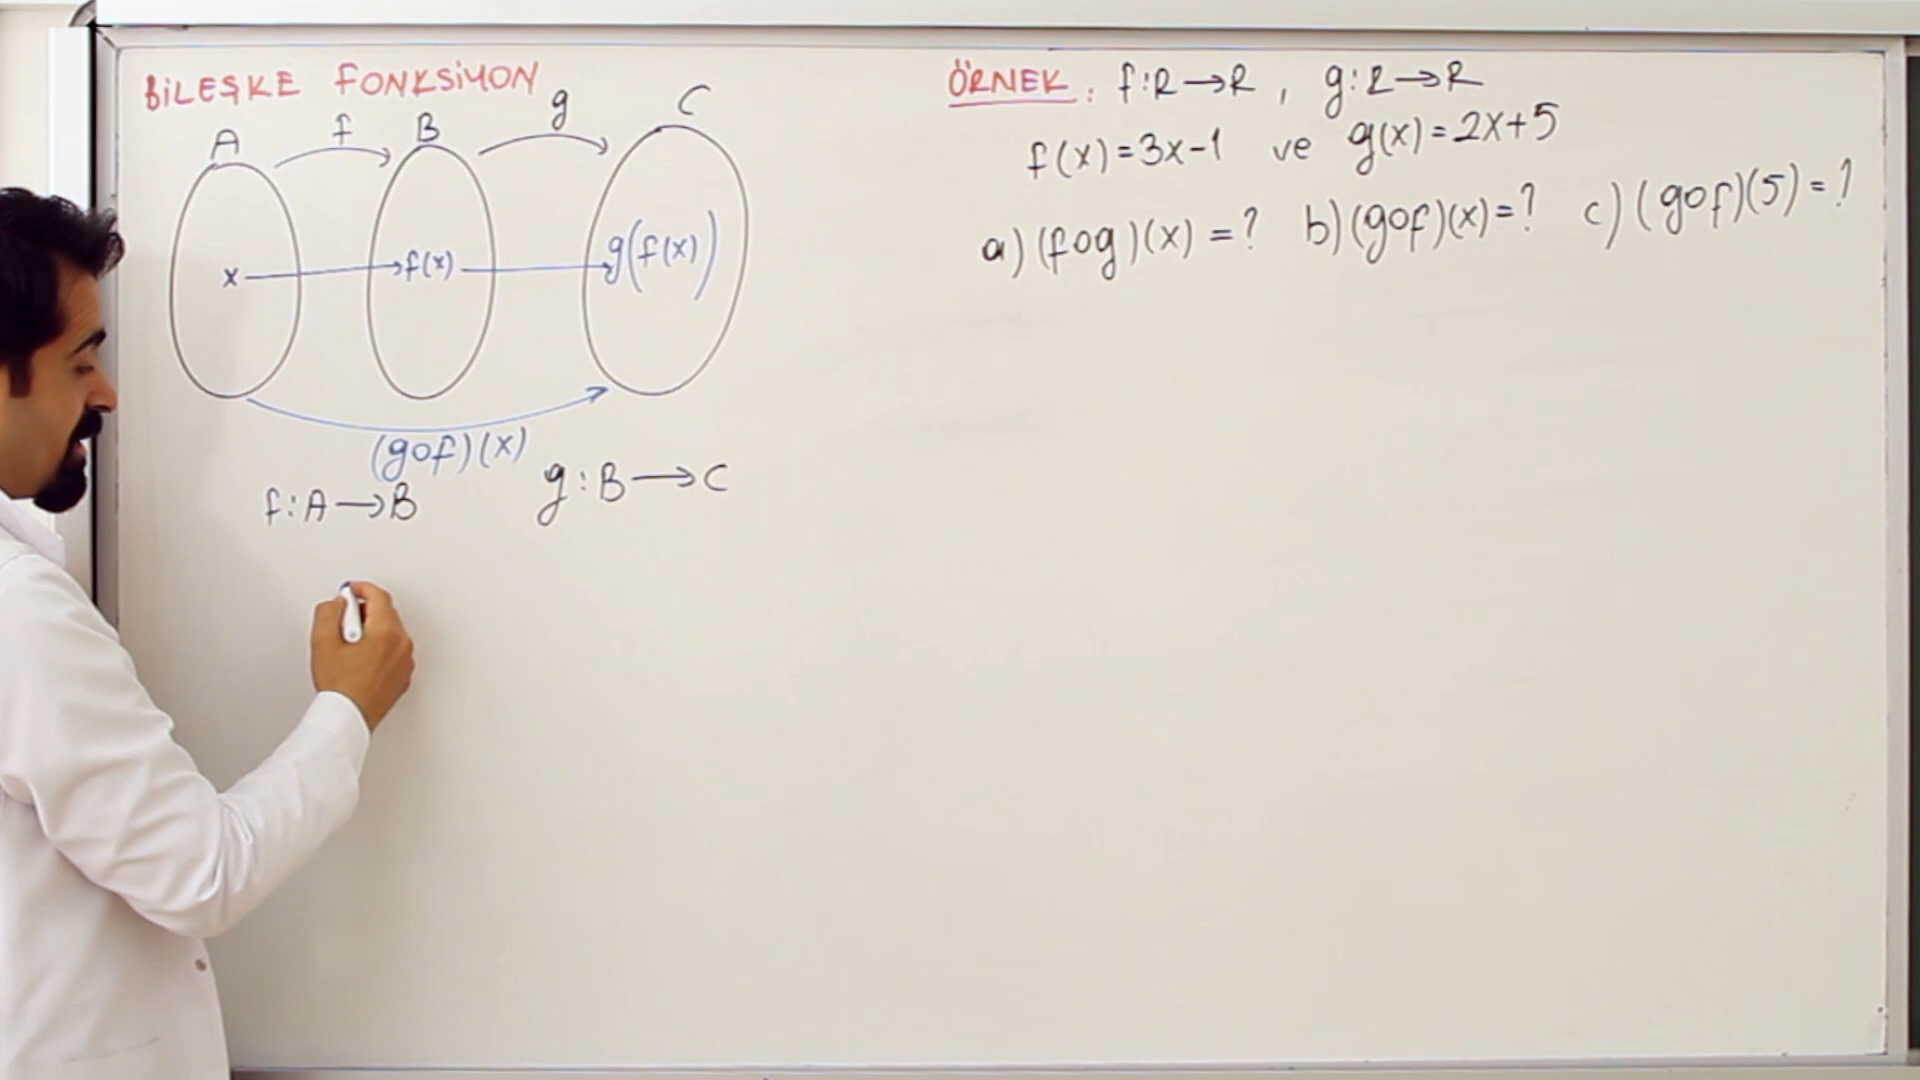 BİLEŞKE FONKSİYON
A f B g C
x f(x) g(f(x))
(gof)(x)
f:A→B g:B→C
ÖRNEK: f:R→R, g:R→R
f(x)=3x-1 ve g(x)=2x+5
a)(fog)(x)=? b)(gof)(x)=? c)(gof)(5)=?